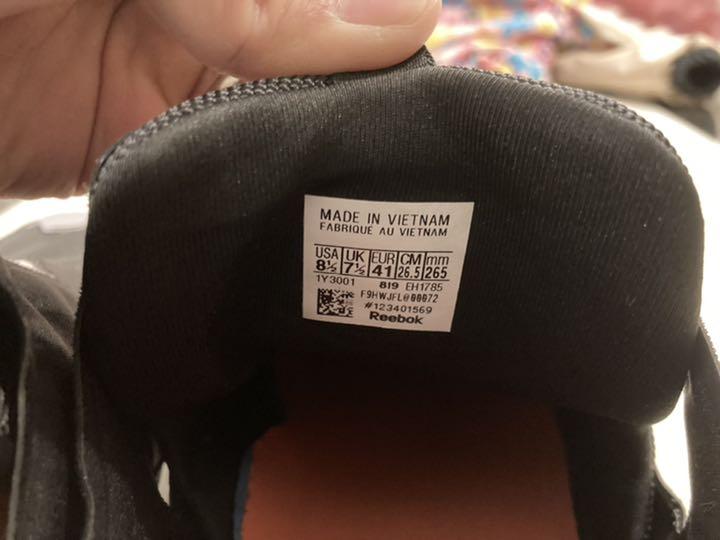 MADE IN VIETNAM
FABRIQUÉ AU VIETNAM
USA UK EUR CM mm
8½ 7½ 41 26.5 265
1Y3001 819 EH1785
F9HWJFL@00072
#123401569
Reebok